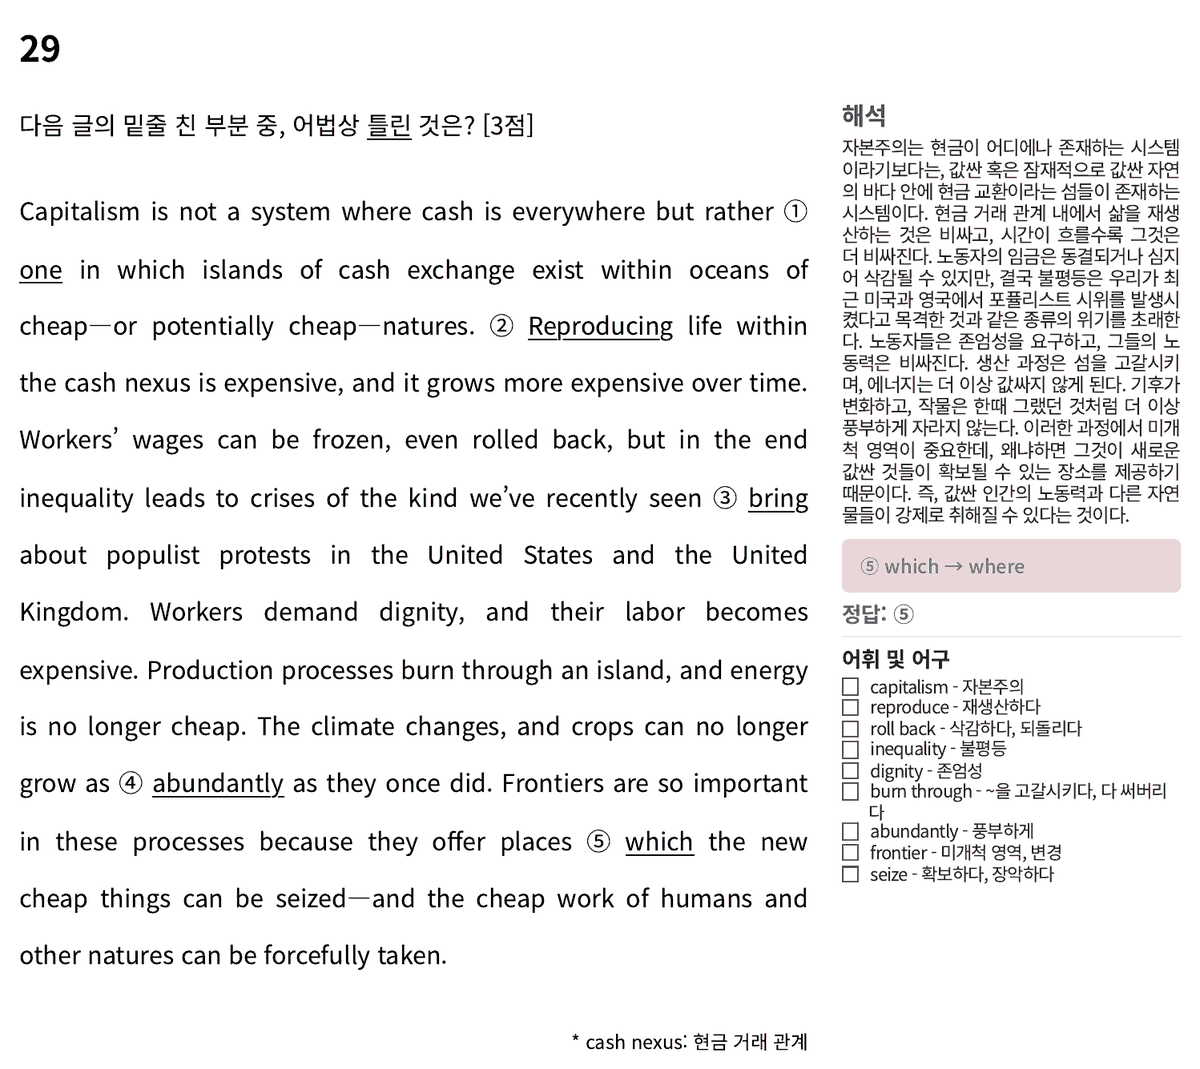 29
다음 글의 밑줄 친 부분 중, 어법상 틀린 것은? [3점]
Capitalism is not a system where cash is everywhere but rather ①
one in which islands of cash exchange exist within oceans of
cheap—or potentially cheap—natures. ② Reproducing life within
the cash nexus is expensive, and it grows more expensive over time.
Workers’ wages can be frozen, even rolled back, but in the end
inequality leads to crises of the kind we’ve recently seen ③ bring
about populist protests in the United States and the United
Kingdom. Workers demand dignity, and their labor becomes
expensive. Production processes burn through an island, and energy
is no longer cheap. The climate changes, and crops can no longer
grow as ④ abundantly as they once did. Frontiers are so important
in these processes because they offer places ⑤ which the new
cheap things can be seized—and the cheap work of humans and
other natures can be forcefully taken.
* cash nexus: 현금 거래 관계
해석
자본주의는 현금이 어디에나 존재하는 시스템
이라기보다는, 값싼 혹은 잠재적으로 값싼 자연
의 바다 안에 현금 교환이라는 섬들이 존재하는
시스템이다. 현금 거래 관계 내에서 삶을 재생
산하는 것은 비싸고, 시간이 흐를수록 그것은
더 비싸진다. 노동자의 임금은 동결되거나 심지
어 삭감될 수 있지만, 결국 불평등은 우리가 최
근 미국과 영국에서 포퓰리스트 시위를 발생시
켰다고 목격한 것과 같은 종류의 위기를 초래한
다. 노동자들은 존엄성을 요구하고, 그들의 노
동력은 비싸진다. 생산 과정은 섬을 고갈시키
며, 에너지는 더 이상 값싸지 않게 된다. 기후가
변화하고, 작물은 한때 그랬던 것처럼 더 이상
풍부하게 자라지 않는다. 이러한 과정에서 미개
척 영역이 중요한데, 왜냐하면 그것이 새로운
값싼 것들이 확보될 수 있는 장소를 제공하기
때문이다. 즉, 값싼 인간의 노동력과 다른 자연
물들이 강제로 취해질 수 있다는 것이다.
⑤ which → where
정답: ⑤
어휘 및 어구
capitalism - 자본주의
reproduce - 재생산하다
roll back - 삭감하다, 되돌리다
inequality - 불평등
dignity - 존엄성
burn through - ~을 고갈시키다, 다 써버리
다
abundantly - 풍부하게
frontier - 미개척 영역, 변경
seize - 확보하다, 장악하다